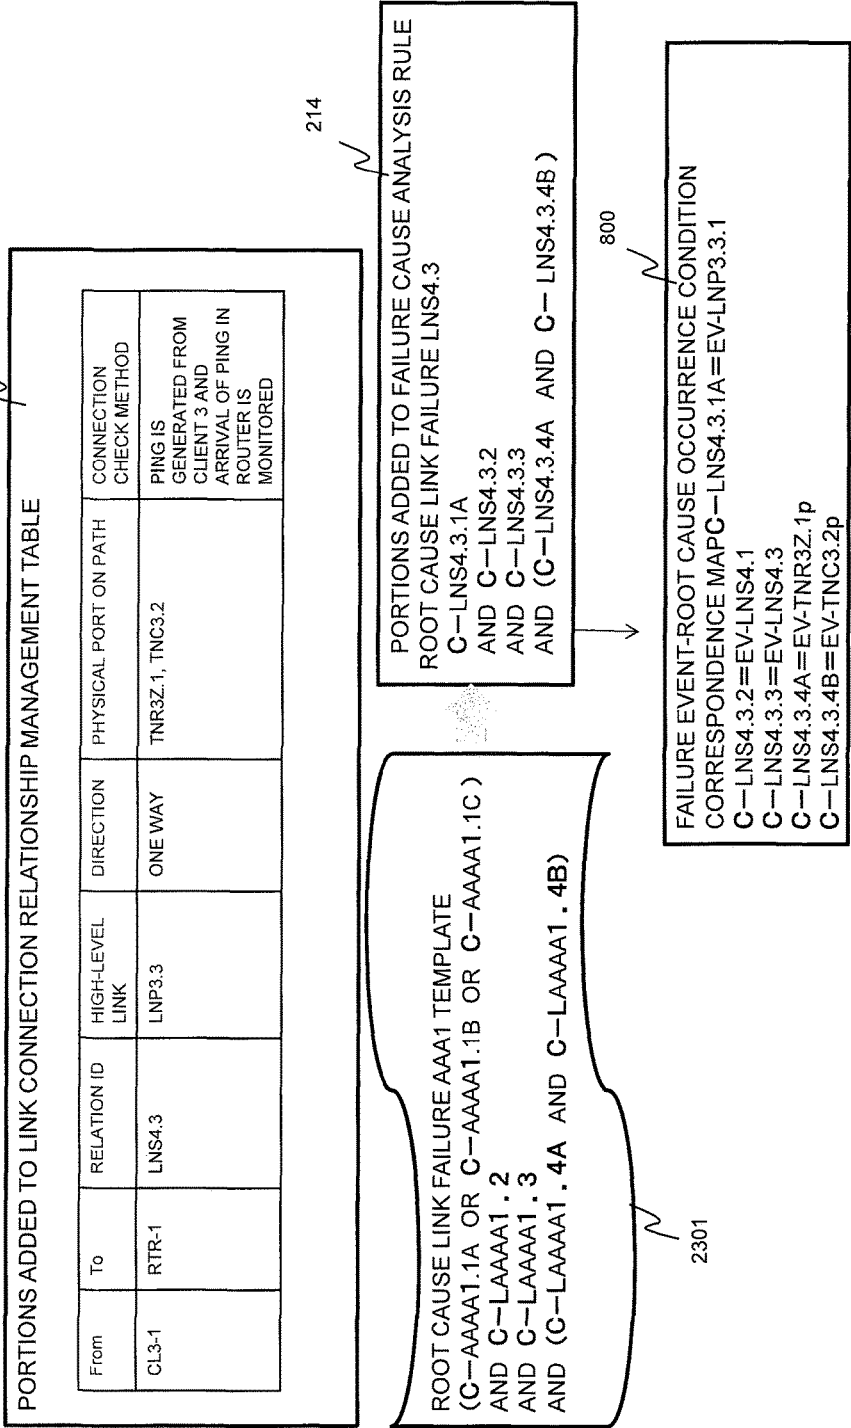 PORTIONS ADDED TO LINK CONNECTION RELATIONSHIP MANAGEMENT TABLE
From
To
RELATION ID
HIGH-LEVEL
LINK
DIRECTION
PHYSICAL PORT ON PATH
CONNECTION
CHECK METHOD
CL3-1
RTR-1
LNS4.3
LNP3.3
ONE WAY
TNR3Z.1, TNC3.2
PING IS
GENERATED FROM
CLIENT 3 AND
ARRIVAL OF PING IN
ROUTER IS
MONITORED
ROOT CAUSE LINK FAILURE AAA1 TEMPLATE
(C-AAAA1.1A OR C-AAAA1.1B OR C-AAAA1.1C)
AND C-LAAAA1.2
AND C-LAAAA1.3
AND (C-LAAAA1.4A AND C-LAAAA1.4B)
2301
214
PORTIONS ADDED TO FAILURE CAUSE ANALYSIS RULE
ROOT CAUSE LINK FAILURE LNS4.3
C-LNS4.3.1A
AND C-LNS4.3.2
AND C-LNS4.3.3
AND (C-LNS4.3.4A AND C-LNS4.3.4B)
800
FAILURE EVENT-ROOT CAUSE OCCURRENCE CONDITION
CORRESPONDENCE MAPC-LNS4.3.1A=EV-LNP3.3.1
C-LNS4.3.2=EV-LNS4.1
C-LNS4.3.3=EV-LNS4.3
C-LNS4.3.4A=EV-TNR3Z.1p
C-LNS4.3.4B=EV-TNC3.2p